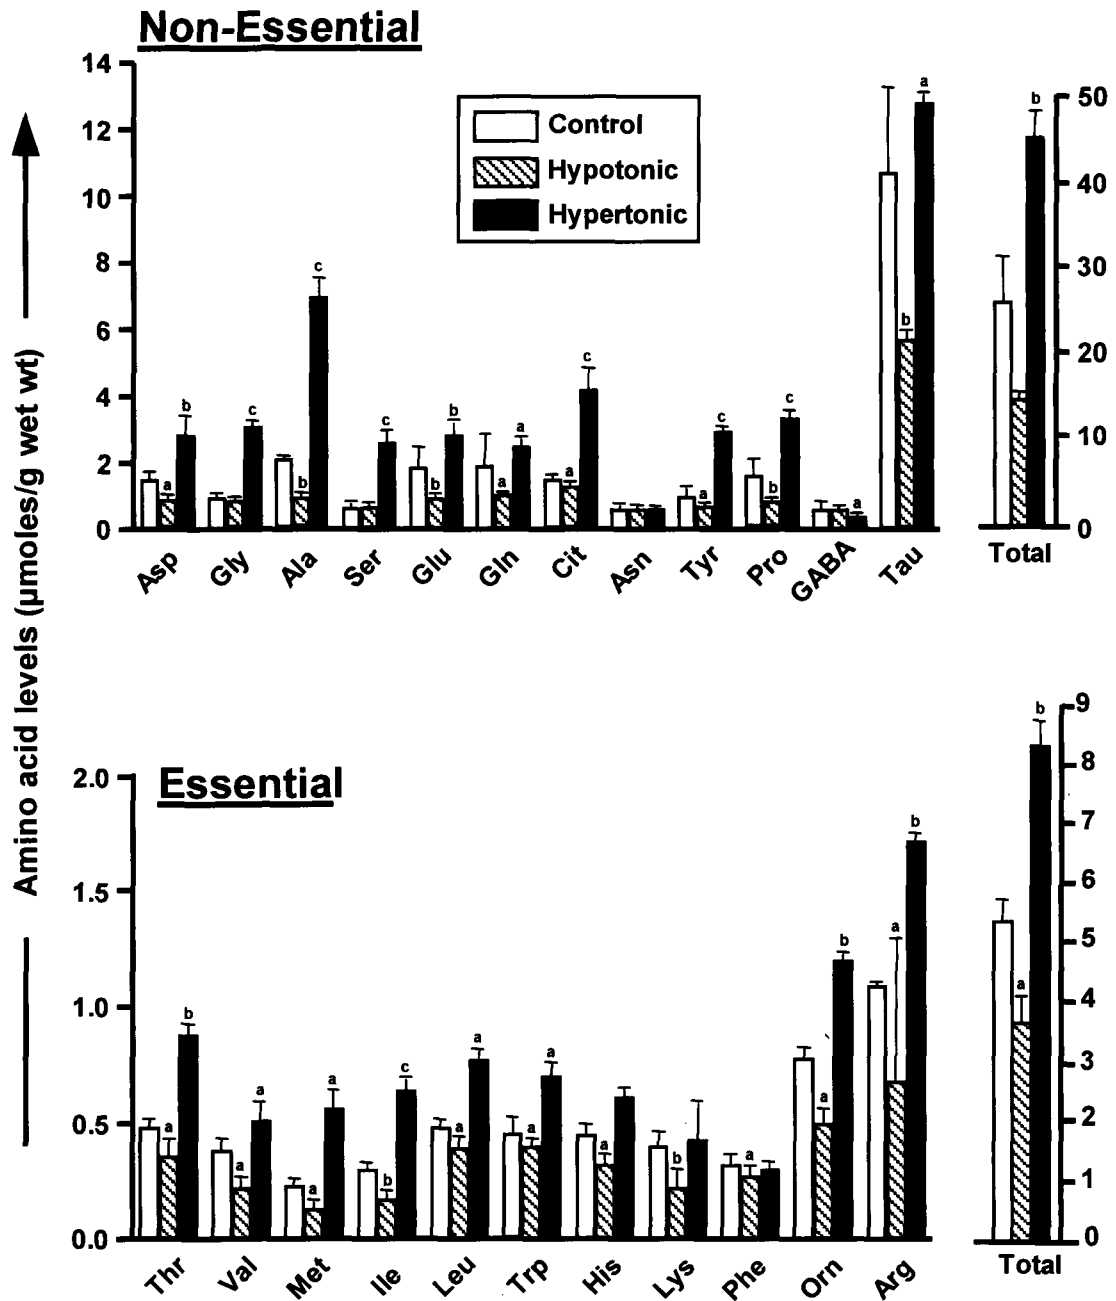 Non-Essential
14
12
10
8
6
4
2
0
Control
Hypotonic
Hypertonic
b a c b c c b b a a c a c a c b a a b
Asp Gly Ala Ser Glu Gln Cit Asn Tyr Pro GABA Tau
b
50
40
30
20
10
0
Total
Amino acid levels (μmoles/g wet wt)
Essential
2.0
1.5
1.0
0.5
0.0
b a a a a a c b a a a a a b a b a b a
Thr Val Met Ile Leu Trp His Lys Phe Orn Arg
b
a
9
8
7
6
5
4
3
2
1
0
Total